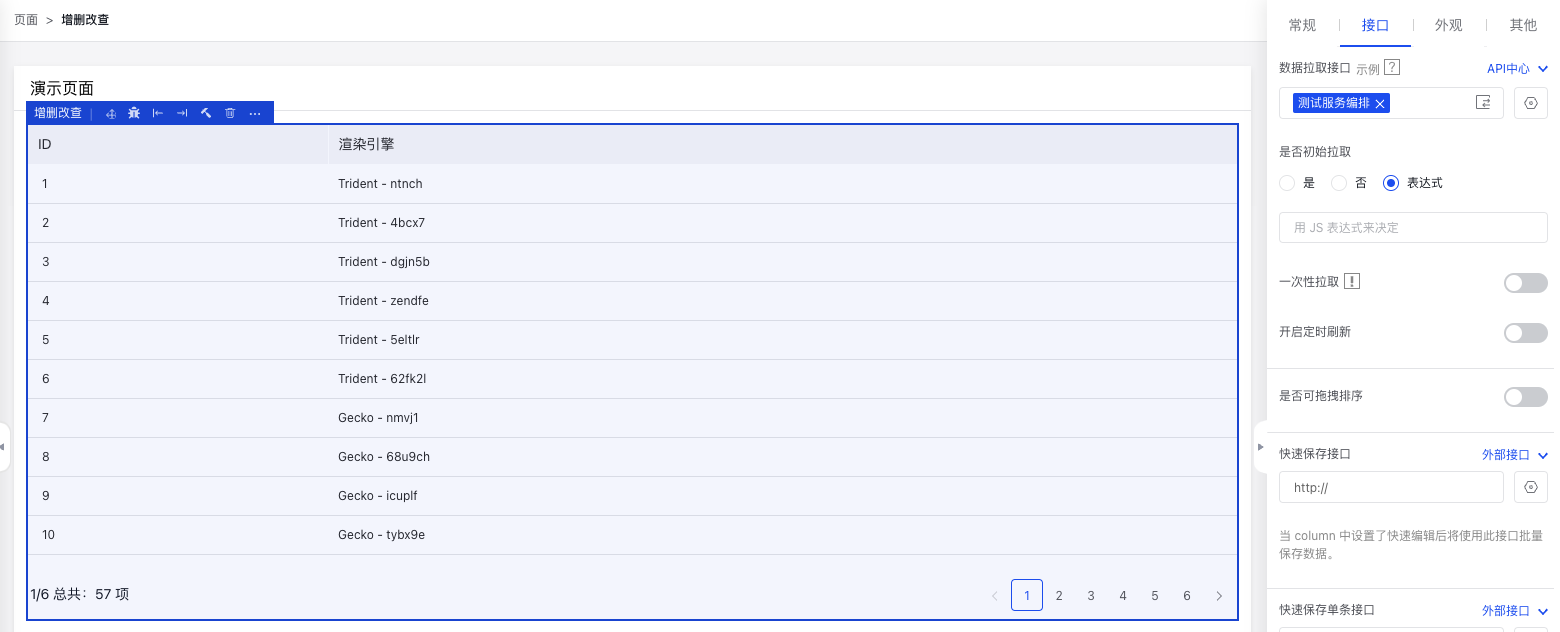 页面 > 增删改查
演示页面
增删改查
ID 渲染引擎
1 Trident - ntnch
2 Trident - 4bcx7
3 Trident - dgjn5b
4 Trident - zendfe
5 Trident - 5eltlr
6 Trident - 62fk2l
7 Gecko - nmvj1
8 Gecko - 68u9ch
9 Gecko - icuplf
10 Gecko - tybx9e
1/6 总共：57 项
1 2 3 4 5 6
常规 接口 外观 其他
数据拉取接口 示例 ? API中心
测试服务编排
是否初始拉取
是 否 表达式
用 JS 表达式来决定
一次性拉取 !
开启定时刷新
是否可拖拽排序
快速保存接口 外部接口
http://
当 column 中设置了快速编辑后将使用此接口批量
保存数据。
快速保存单条接口 外部接口